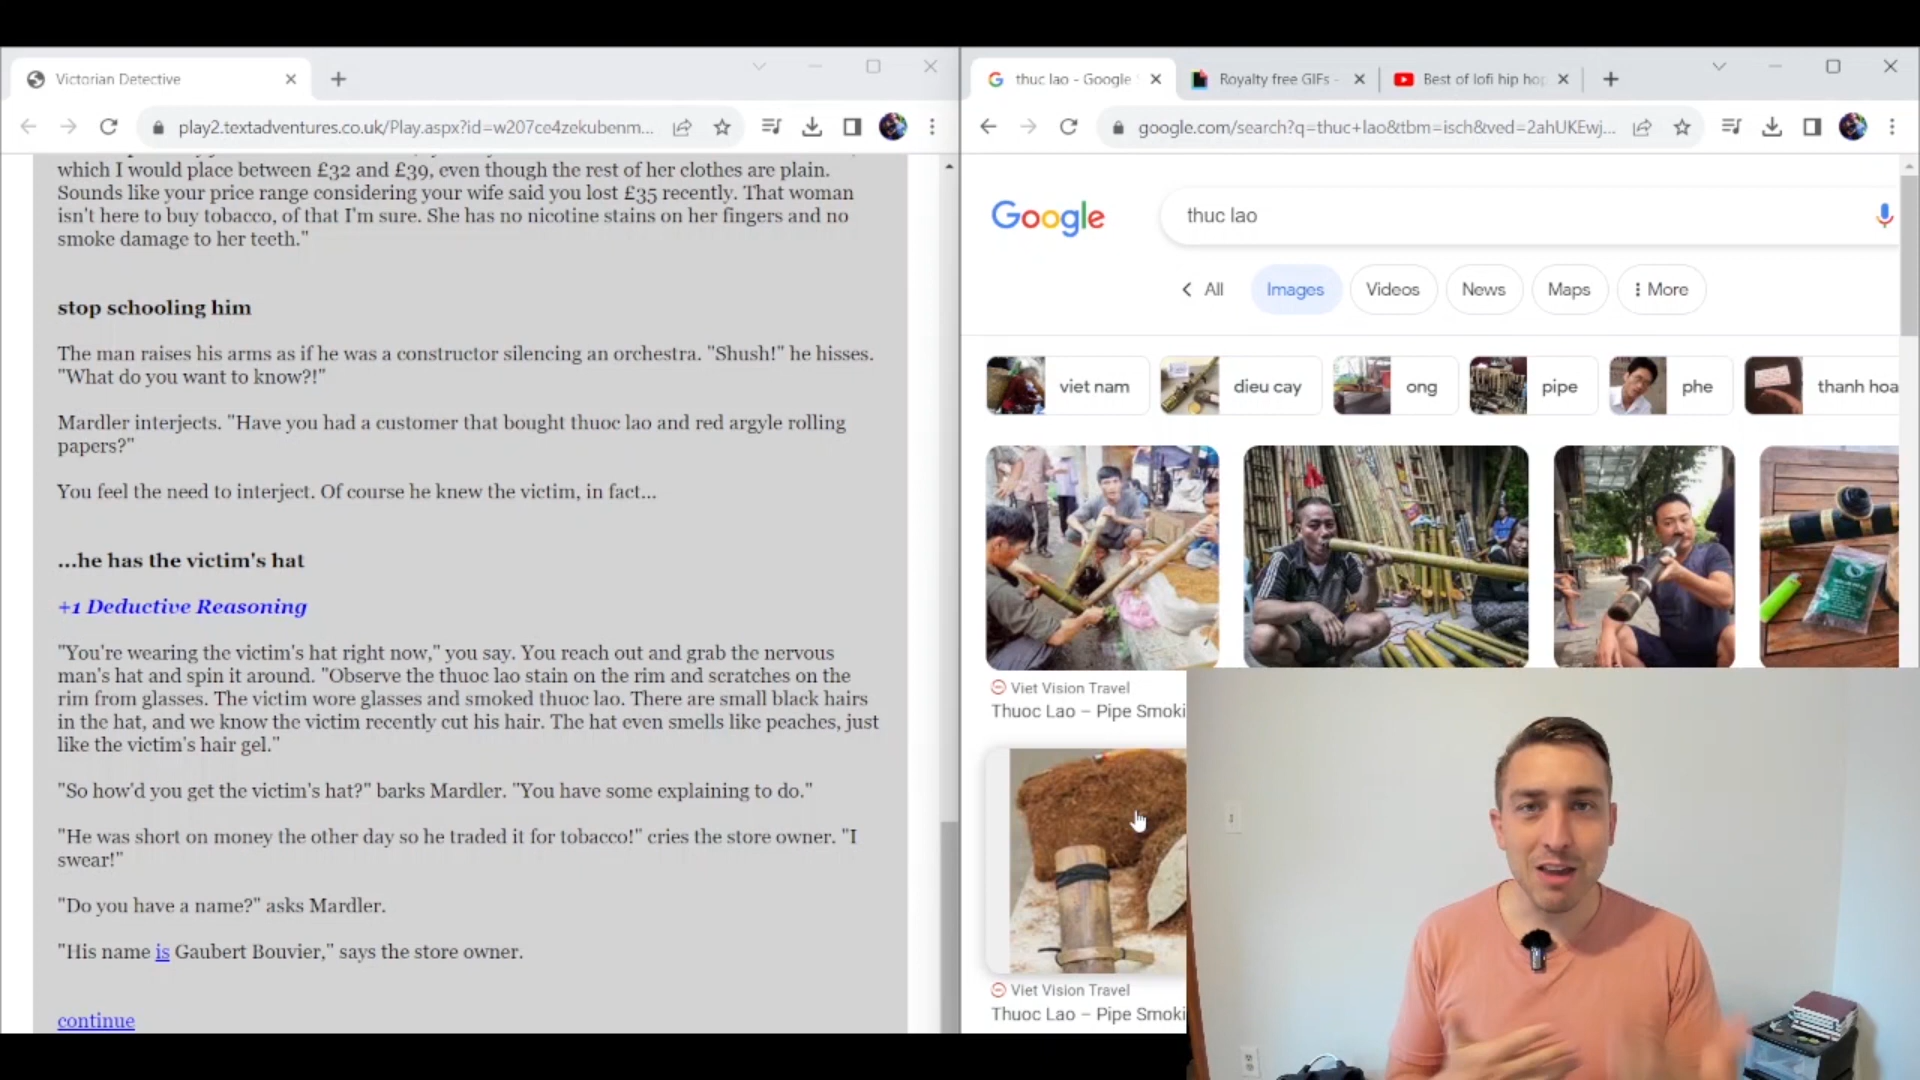 Victorian Detective
play2.textadventures.co.uk/Play.aspx?id=w207ce4zekubenm...
which I would place between £32 and £39, even though the rest of her clothes are plain.
Sounds like your price range considering your wife said you lost £35 recently. That woman
isn't here to buy tobacco, of that I'm sure. She has no nicotine stains on her fingers and no
smoke damage to her teeth."
stop schooling him
The man raises his arms as if he was a constructor silencing an orchestra. "Shush!" he hisses.
"What do you want to know?!"
Mardler interjects. "Have you had a customer that bought thuoc lao and red argyle rolling
papers?"
You feel the need to interject. Of course he knew the victim, in fact...
...he has the victim's hat
+1 Deductive Reasoning
"You're wearing the victim's hat right now," you say. You reach out and grab the nervous
man's hat and spin it around. "Observe the thuoc lao stain on the rim and scratches on the
rim from glasses. The victim wore glasses and smoked thuoc lao. There are small black hairs
in the hat, and we know the victim recently cut his hair. The hat even smells like peaches, just
like the victim's hair gel."
"So how'd you get the victim's hat?" barks Mardler. "You have some explaining to do."
"He was short on money the other day so he traded it for tobacco!" cries the store owner. "I
swear!"
"Do you have a name?" asks Mardler.
"His name is Gaubert Bouvier," says the store owner.
continue
thuc lao - Google
Royalty free GIFs -
Best of lofi hip hop
google.com/search?q=thuc+lao&tbm=isch&ved=2ahUKEwj...
Google
thuc lao
All
Images
Videos
News
Maps
More
viet nam
dieu cay
ong
pipe
phe
thanh hoa
Viet Vision Travel
Thuoc Lao – Pipe Smoki
Viet Vision Travel
Thuoc Lao – Pipe Smoki